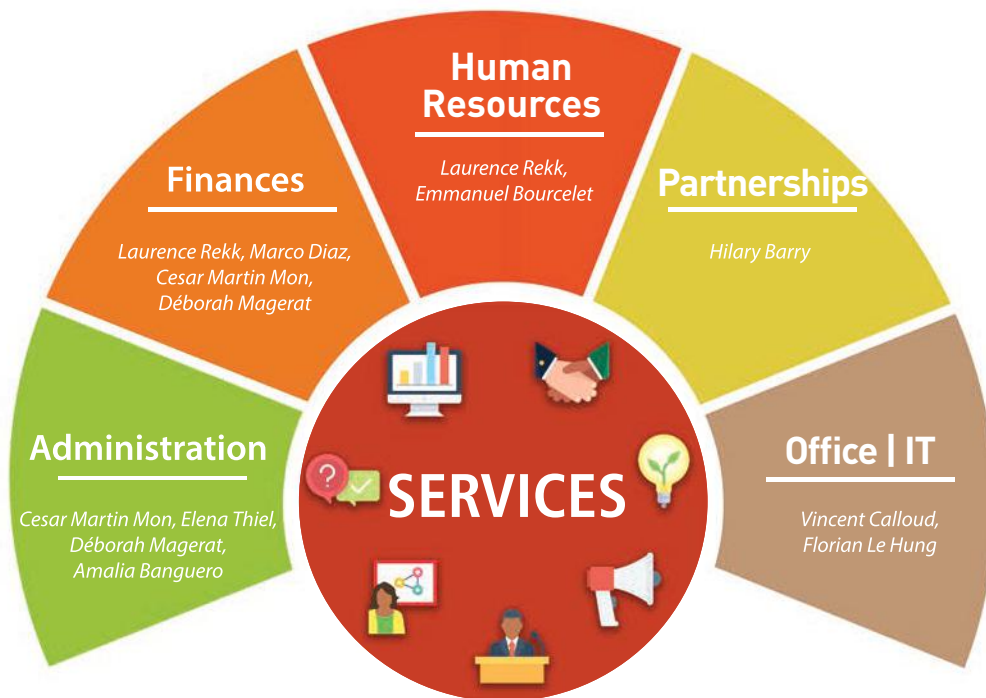 Human
Resources
Laurence Rekk,
Emmanuel Bourcelet
Finances
Laurence Rekk, Marco Diaz,
Cesar Martin Mon,
Déborah Magerat
Partnerships
Hilary Barry
Administration
Cesar Martin Mon, Elena Thiel,
Déborah Magerat,
Amalia Banguero
SERVICES
?
Office | IT
Vincent Calloud,
Florian Le Hung